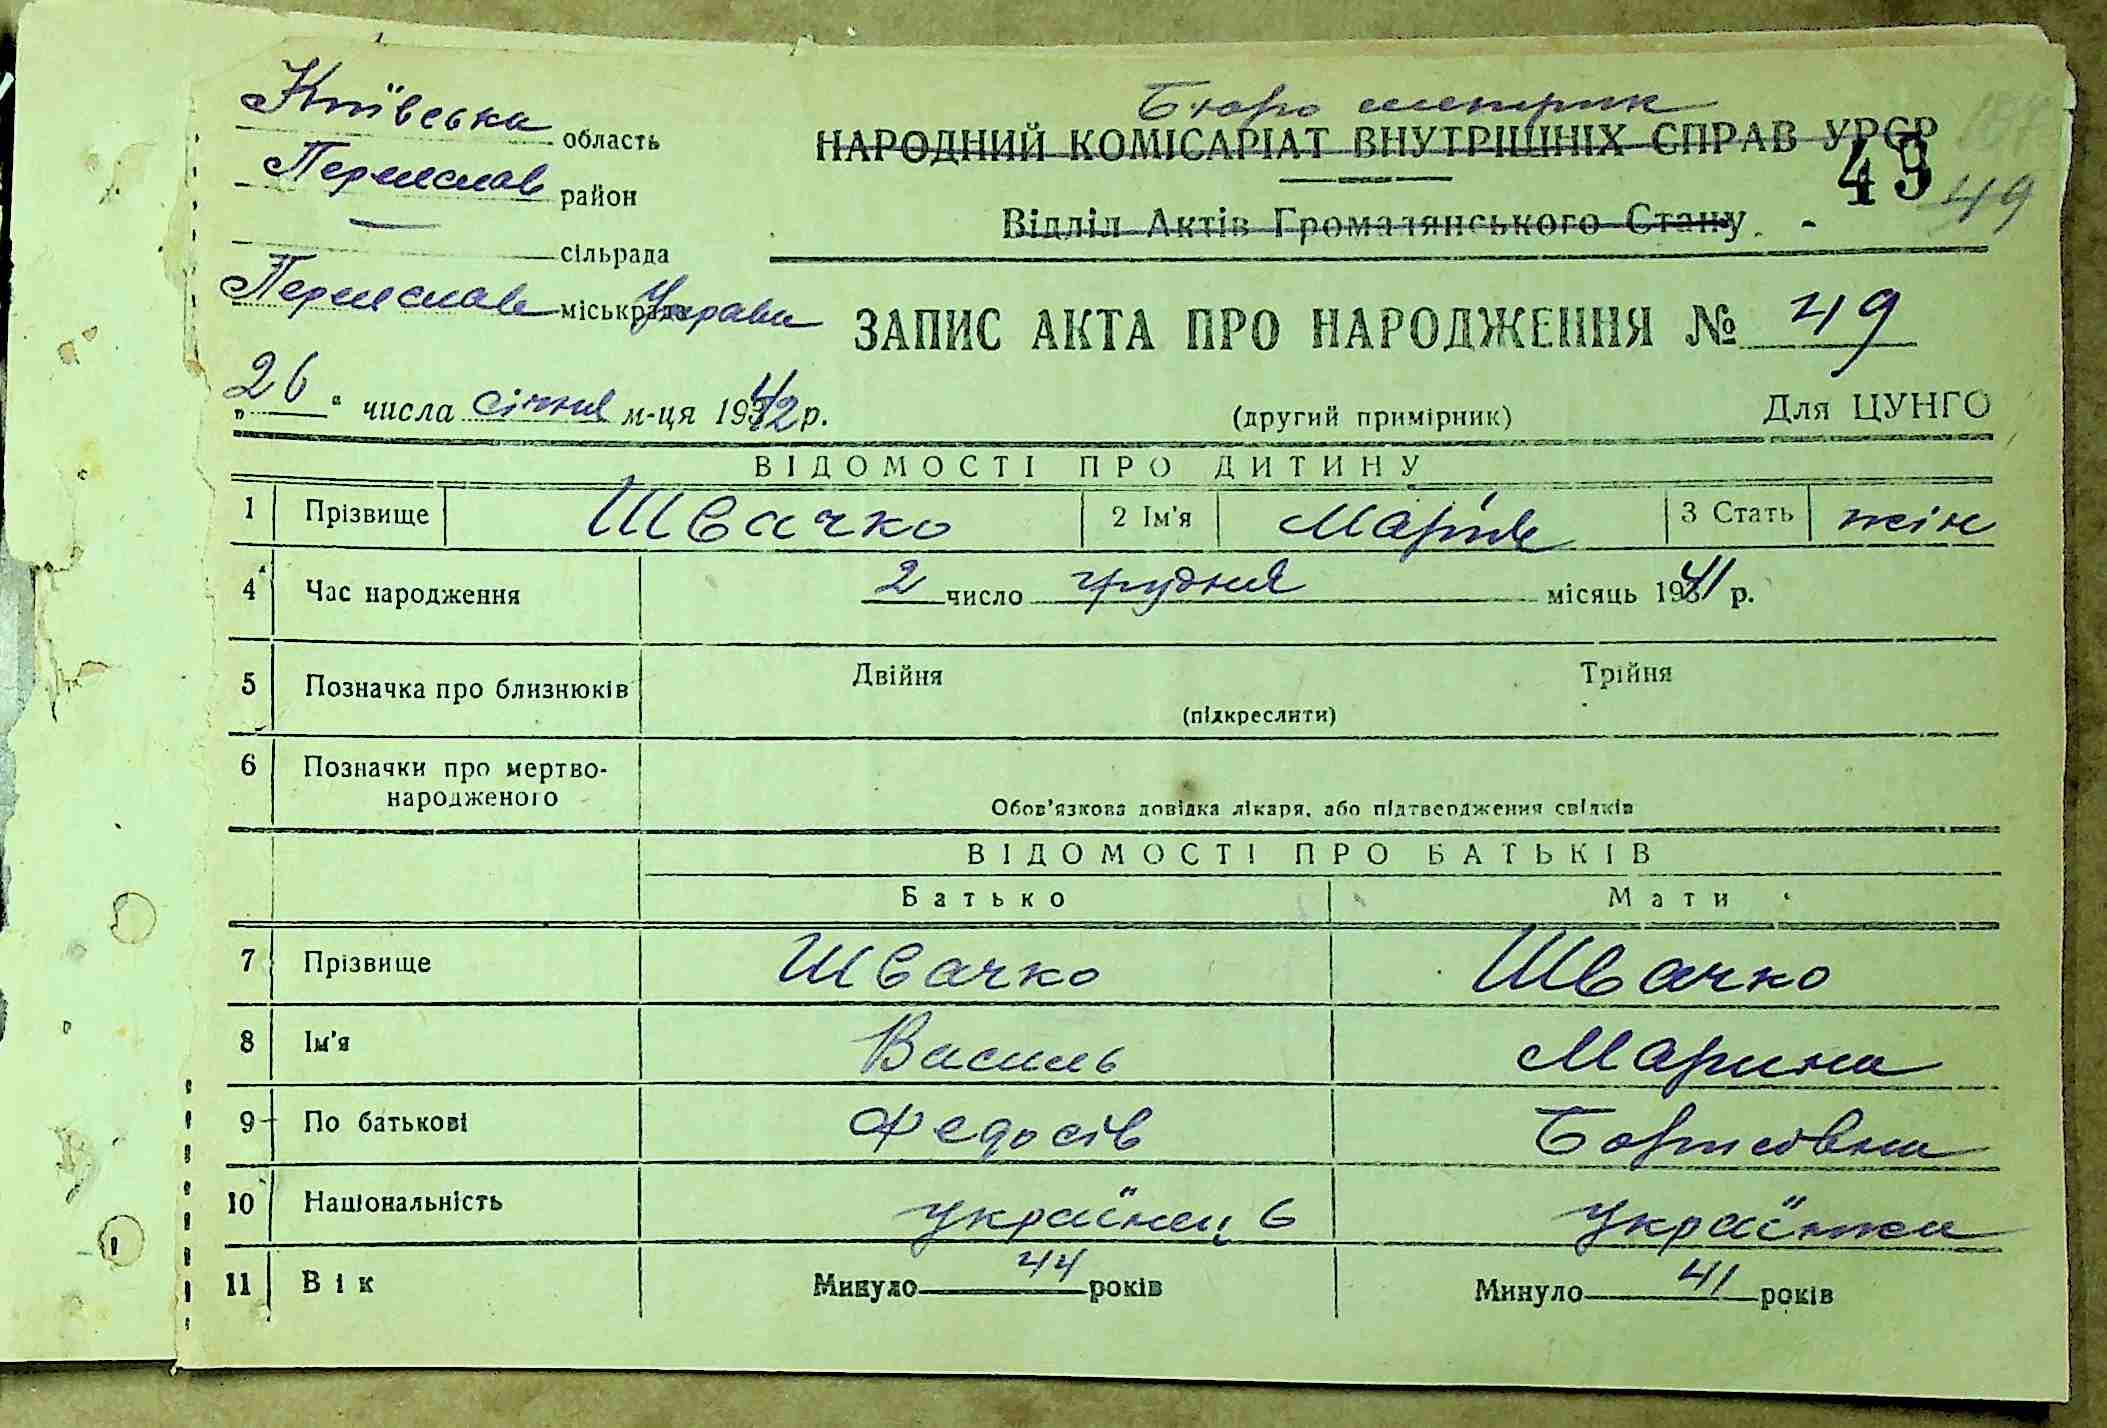 Київська область
Переяслав район
— сільрада
Переяслав міськрада Управа
Бюро метрик
НАРОДНИЙ КОМІСАРІАТ ВНУТРІШНІХ СПРАВ УРСР
49
49
Відділ Актів Громадянського Стану
ЗАПИС АКТА ПРО НАРОДЖЕННЯ № 49
„26“ числа січня м-ця 1942 р.
(другий примірник)
Для ЦУНГО
ВІДОМОСТІ ПРО ДИТИНУ
1 Прізвище Швачко 2 Ім'я Марія 3 Стать жін
4 Час народження 2 число грудня місяць 1941 р.
5 Позначка про близнюків Двійня Трійня
(підкреслити)
6 Позначки про мертво-
народженого
Обов'язкова довідка лікаря, або підтвердження свідків
ВІДОМОСТІ ПРО БАТЬКІВ
Батько Мати
7 Прізвище Швачко Швачко
8 Ім'я Василь Марина
9 По батькові Федосів Борисовна
10 Національність українець українка
11 Вік Минуло 44 років Минуло 41 років